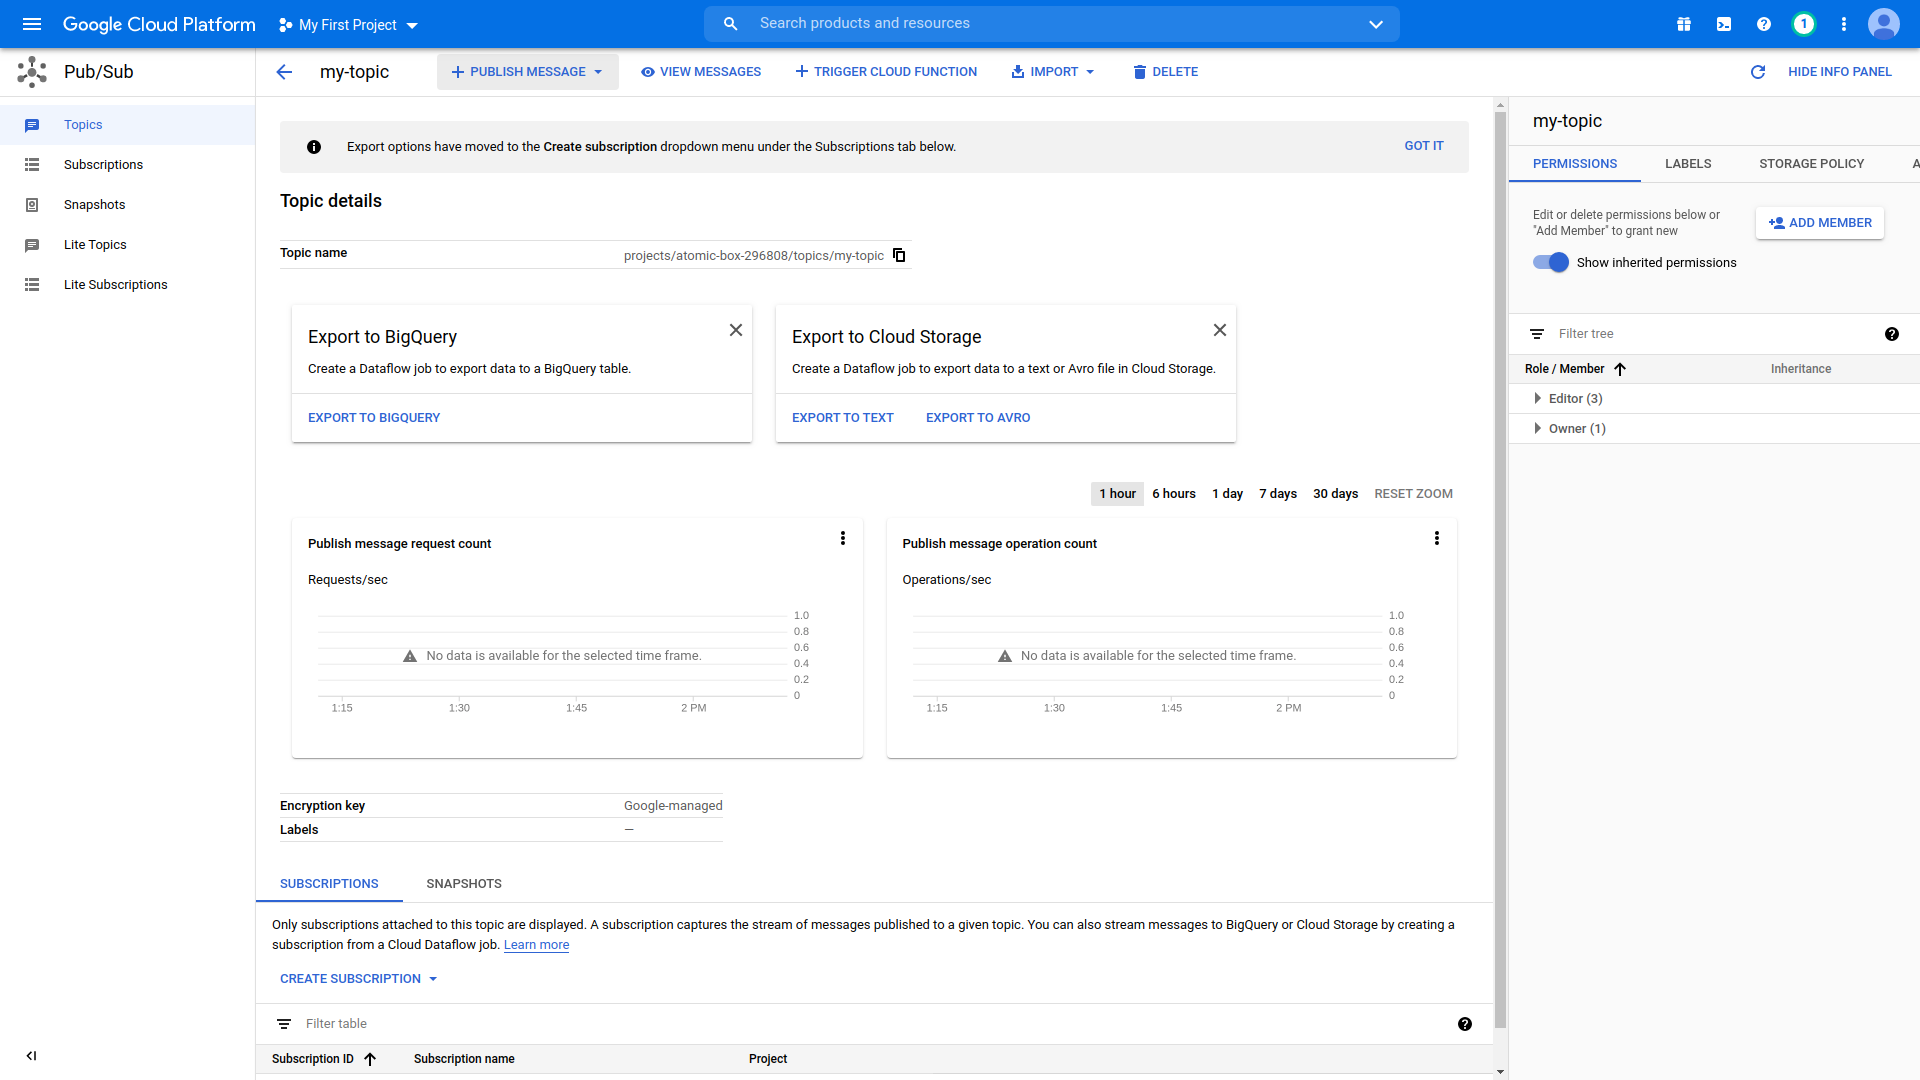 Google Cloud Platform
My First Project
Search products and resources
1
Pub/Sub
my-topic
PUBLISH MESSAGE
VIEW MESSAGES
TRIGGER CLOUD FUNCTION
IMPORT
DELETE
HIDE INFO PANEL
Topics
Subscriptions
Snapshots
Lite Topics
Lite Subscriptions
Export options have moved to the Create subscription dropdown menu under the Subscriptions tab below.
GOT IT
Topic details
Topic name
projects/atomic-box-296808/topics/my-topic
Export to BigQuery
Create a Dataflow job to export data to a BigQuery table.
EXPORT TO BIGQUERY
Export to Cloud Storage
Create a Dataflow job to export data to a text or Avro file in Cloud Storage.
EXPORT TO TEXT
EXPORT TO AVRO
1 hour
6 hours
1 day
7 days
30 days
RESET ZOOM
Publish message request count
Requests/sec
1.0
0.8
0.6
0.4
0.2
0
No data is available for the selected time frame.
1:15
1:30
1:45
2 PM
Publish message operation count
Operations/sec
1.0
0.8
0.6
0.4
0.2
0
No data is available for the selected time frame.
1:15
1:30
1:45
2 PM
Encryption key
Google-managed
Labels
—
SUBSCRIPTIONS
SNAPSHOTS
Only subscriptions attached to this topic are displayed. A subscription captures the stream of messages published to a given topic. You can also stream messages to BigQuery or Cloud Storage by creating a
subscription from a Cloud Dataflow job. Learn more
CREATE SUBSCRIPTION
Filter table
Subscription ID
Subscription name
Project
my-topic
PERMISSIONS
LABELS
STORAGE POLICY
A
Edit or delete permissions below or
"Add Member" to grant new
ADD MEMBER
Show inherited permissions
Filter tree
Role / Member
Inheritance
Editor (3)
Owner (1)